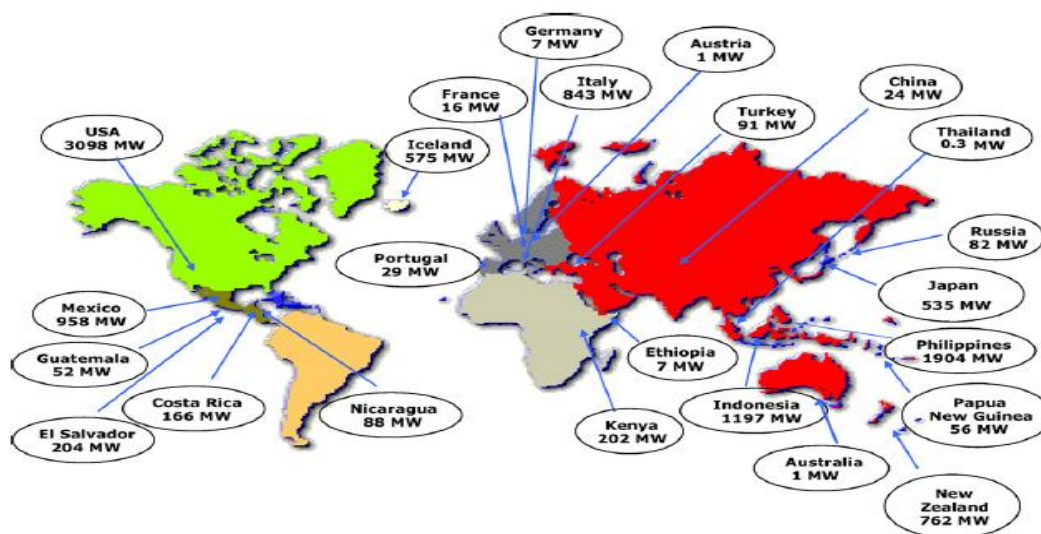 Germany
7 MW
Austria
1 MW
France
16 MW
Italy
843 MW
China
24 MW
USA
3098 MW
Iceland
575 MW
Turkey
91 MW
Thailand
0.3 MW
Russia
82 MW
Portugal
29 MW
Japan
535 MW
Mexico
958 MW
Guatemala
52 MW
Ethiopia
7 MW
Philippines
1904 MW
Costa Rica
166 MW
Nicaragua
88 MW
Kenya
202 MW
Indonesia
1197 MW
Papua
New Guinea
56 MW
El Salvador
204 MW
Australia
1 MW
New
Zealand
762 MW